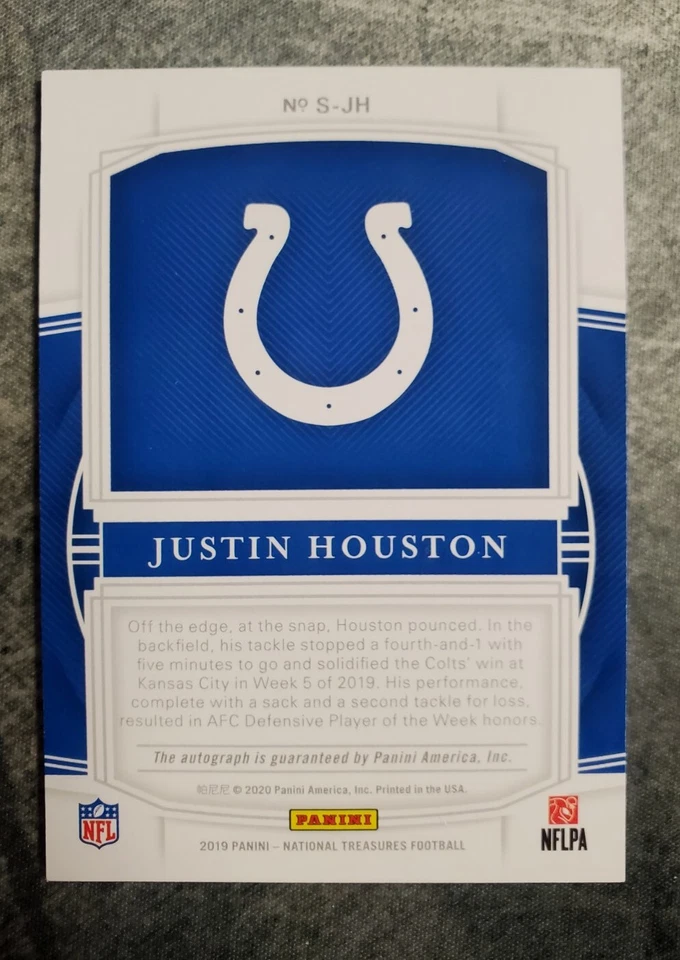 Nº S-JH
JUSTIN HOUSTON
Off the edge, at the snap, Houston pounced. In the
backfield, his tackle stopped a fourth-and-1 with
five minutes to go and solidified the Colts' win at
Kansas City in Week 5 of 2019. His performance,
complete with a sack and a second tackle for loss,
resulted in AFC Defensive Player of the Week honors.
The autograph is guaranteed by Panini America, Inc.
帕尼尼 © 2020 Panini America, Inc. Printed in the USA.
NFL
PANINI
NFLPA
2019 PANINI – NATIONAL TREASURES FOOTBALL